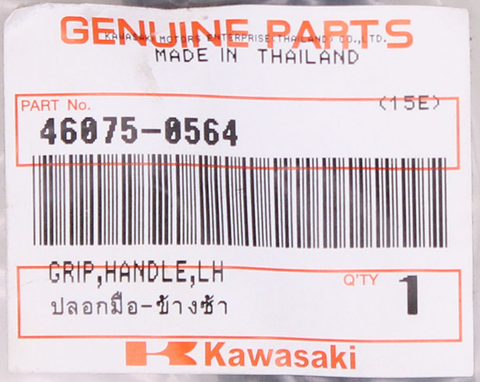 GENUINE PARTS
KAWASAKI MOTORS ENTERPRISE(THAILAND)CO.,LTD.
MADE IN THAILAND
PART No.
(15E)
46075-0564
GRIP,HANDLE,LH
Q'TY
1
ปลอกมือ-ข้างซ้า
Kawasaki